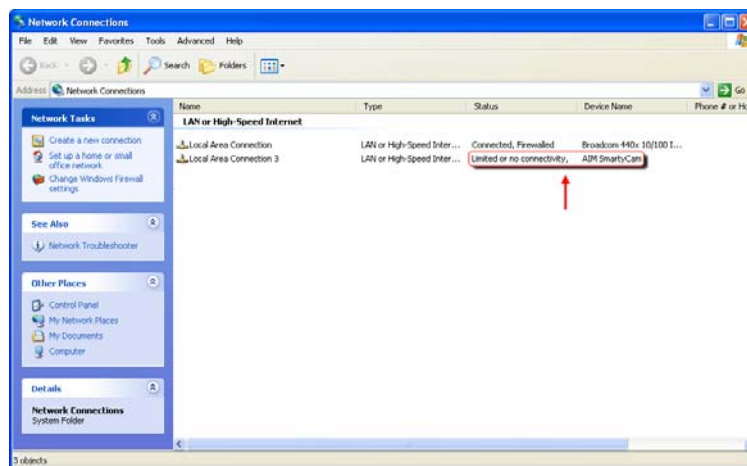 Network Connections
File Edit View Favorites Tools Advanced Help
Back Search Folders
Address Network Connections Go
Name Type Status Device Name Phone # or Ho
LAN or High-Speed Internet
Local Area Connection LAN or High-Speed Inter... Connected, Firewalled Broadcom 440x 10/100 I...
Local Area Connection 3 LAN or High-Speed Inter... Limited or no connectivity, AIM SmartyCam
Network Tasks
Create a new connection
Set up a home or small
office network
Change Windows Firewall
settings
See Also
Network Troubleshooter
Other Places
Control Panel
My Network Places
My Documents
Computer
Details
Network Connections
System Folder
3 objects